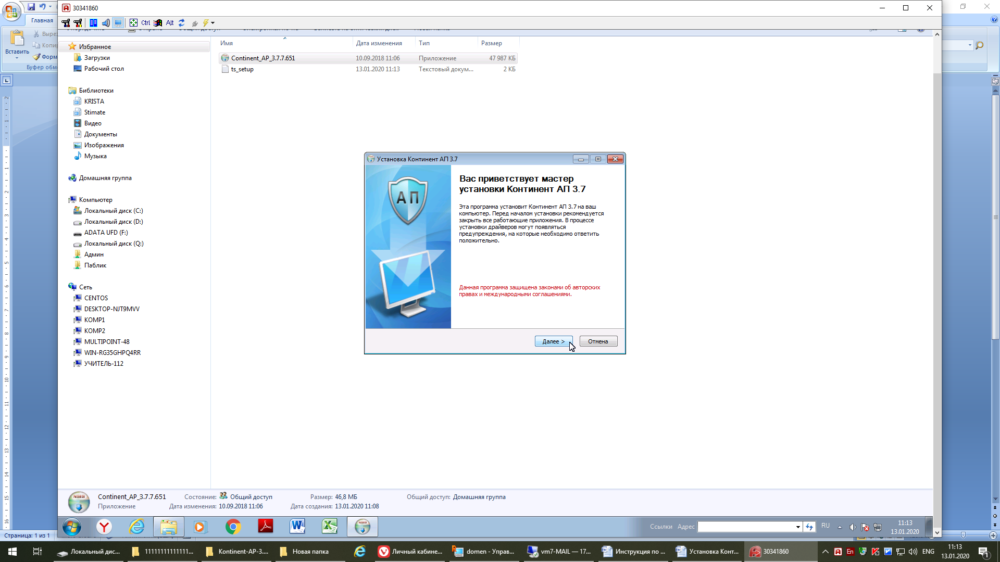 30341860
Главная
Вставить
Ctrl
Alt
Имя
Дата изменения
Тип
Размер
Continent_AP_3.7.7.651 10.09.2018 11:06 Приложение 47 987 КБ
ts_setup 13.01.2020 11:13 Текстовый докум... 2 КБ
Избранное
Загрузки
Рабочий стол
Библиотеки
KRISTA
Stimate
Видео
Документы
Изображения
Музыка
Домашняя группа
Компьютер
Локальный диск (C:)
Локальный диск (D:)
ADATA UFD (F:)
Локальный диск (Q:)
Админ
Паблик
Сеть
CENTOS
DESKTOP-NJT9MVV
KOMP1
KOMP2
MULTIPOINT-48
WIN-RG35GHPQ4RR
УЧИТЕЛЬ-112
Установка Континент АП 3.7
АП
Вас приветствует мастер
установки Континент АП 3.7
Эта программа установит Континент АП 3.7 на ваш
компьютер. Перед началом установки рекомендуется
закрыть все работающие приложения. В процессе
установки драйверов могут появляться
предупреждения, на которые необходимо ответить
положительно.
Данная программа защищена законами об авторских
правах и международными соглашениями.
Далее >
Отмена
Continent_AP_3.7.7.651 Состояние: Общий доступ Размер: 46,8 МБ Общий доступ: Домашняя группа
Приложение Дата изменения: 10.09.2018 11:06 Дата создания: 13.01.2020 11:08
Ссылки Адрес RU
11:13
13.01.2020
Страница: 1 из 1
Локальный дис...
11111111111111...
Kontinent-AP-3....
Новая папка
Личный кабине...
domen - Управ...
vm7-MAIL — 17...
Инструкция по ...
Установка Конт...
30341860
En
ENG
11:13
13.01.2020
1